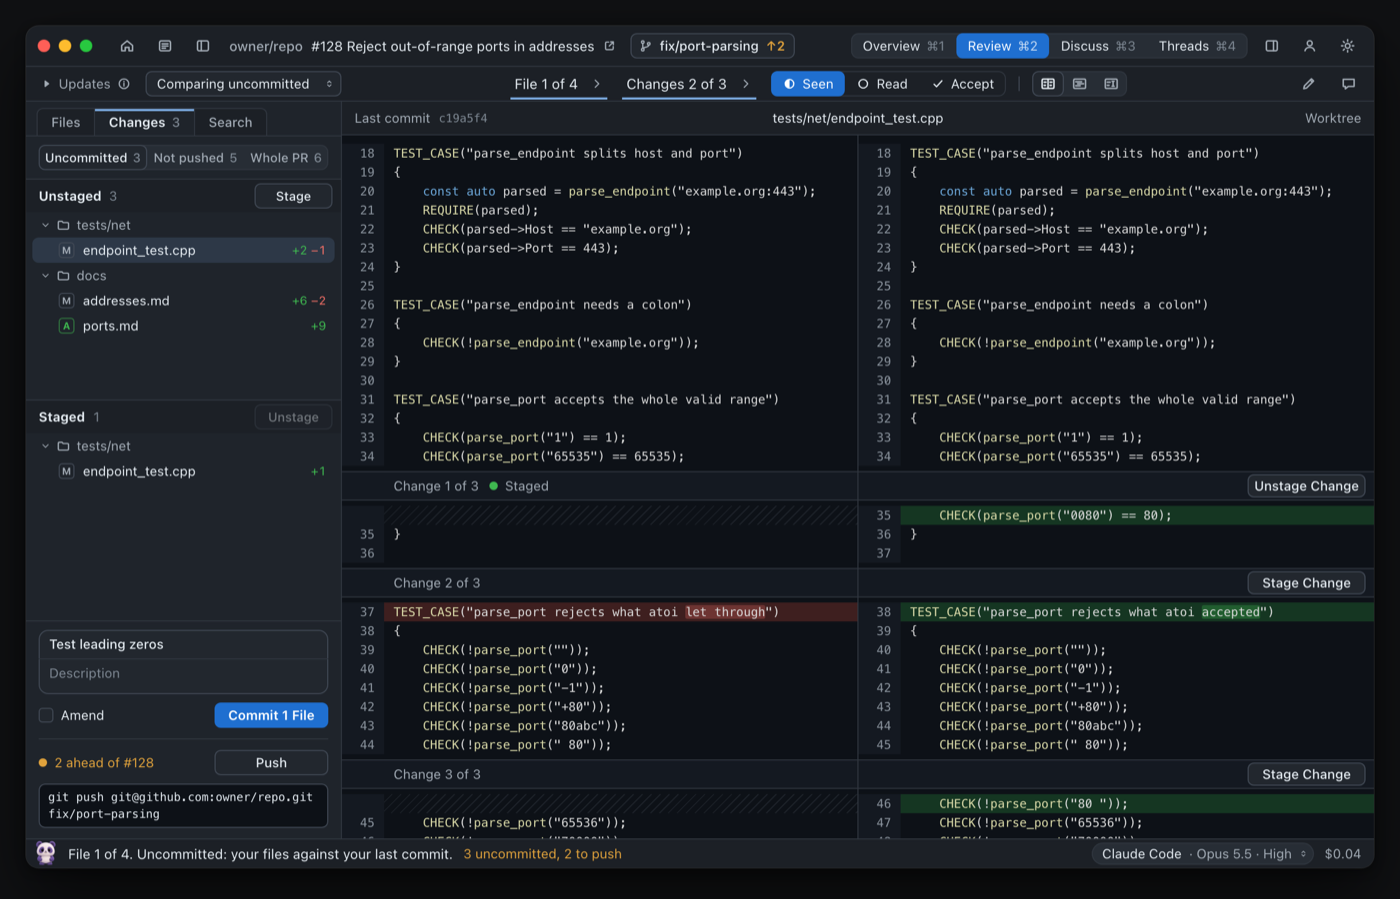 owner/repo #128 Reject out-of-range ports in addresses fix/port-parsing ↑2 Overview ⌘1 Review ⌘2 Discuss ⌘3 Threads ⌘4
Updates Comparing uncommitted File 1 of 4 Changes 2 of 3 Seen Read Accept
Files Changes 3 Search
Uncommitted 3 Not pushed 5 Whole PR 6
Unstaged 3 Stage
tests/net
M endpoint_test.cpp +2 −1
docs
M addresses.md +6 −2
A ports.md +9
Staged 1 Unstage
tests/net
M endpoint_test.cpp +1
Test leading zeros
Description
Amend Commit 1 File
2 ahead of #128 Push
git push git@github.com:owner/repo.git
fix/port-parsing
Last commit c19a5f4 tests/net/endpoint_test.cpp Worktree
18 TEST_CASE("parse_endpoint splits host and port")
19 {
20 const auto parsed = parse_endpoint("example.org:443");
21 REQUIRE(parsed);
22 CHECK(parsed->Host == "example.org");
23 CHECK(parsed->Port == 443);
24 }
25
26 TEST_CASE("parse_endpoint needs a colon")
27 {
28 CHECK(!parse_endpoint("example.org"));
29 }
30
31 TEST_CASE("parse_port accepts the whole valid range")
32 {
33 CHECK(parse_port("1") == 1);
34 CHECK(parse_port("65535") == 65535);
Change 1 of 3 Staged
35 }
36
Change 2 of 3
37 TEST_CASE("parse_port rejects what atoi let through")
38 {
39 CHECK(!parse_port(""));
40 CHECK(!parse_port("0"));
41 CHECK(!parse_port("-1"));
42 CHECK(!parse_port("+80"));
43 CHECK(!parse_port("80abc"));
44 CHECK(!parse_port(" 80"));
Change 3 of 3
45 CHECK(!parse_port("65536"));
18 TEST_CASE("parse_endpoint splits host and port")
19 {
20 const auto parsed = parse_endpoint("example.org:443");
21 REQUIRE(parsed);
22 CHECK(parsed->Host == "example.org");
23 CHECK(parsed->Port == 443);
24 }
25
26 TEST_CASE("parse_endpoint needs a colon")
27 {
28 CHECK(!parse_endpoint("example.org"));
29 }
30
31 TEST_CASE("parse_port accepts the whole valid range")
32 {
33 CHECK(parse_port("1") == 1);
34 CHECK(parse_port("65535") == 65535);
Unstage Change
35 CHECK(parse_port("0080") == 80);
36 }
37
Stage Change
38 TEST_CASE("parse_port rejects what atoi accepted")
39 {
40 CHECK(!parse_port(""));
41 CHECK(!parse_port("0"));
42 CHECK(!parse_port("-1"));
43 CHECK(!parse_port("+80"));
44 CHECK(!parse_port("80abc"));
45 CHECK(!parse_port(" 80"));
Stage Change
46 CHECK(!parse_port("80 "));
47 CHECK(!parse_port("65536"));
File 1 of 4. Uncommitted: your files against your last commit. 3 uncommitted, 2 to push Claude Code · Opus 5.5 · High $0.04